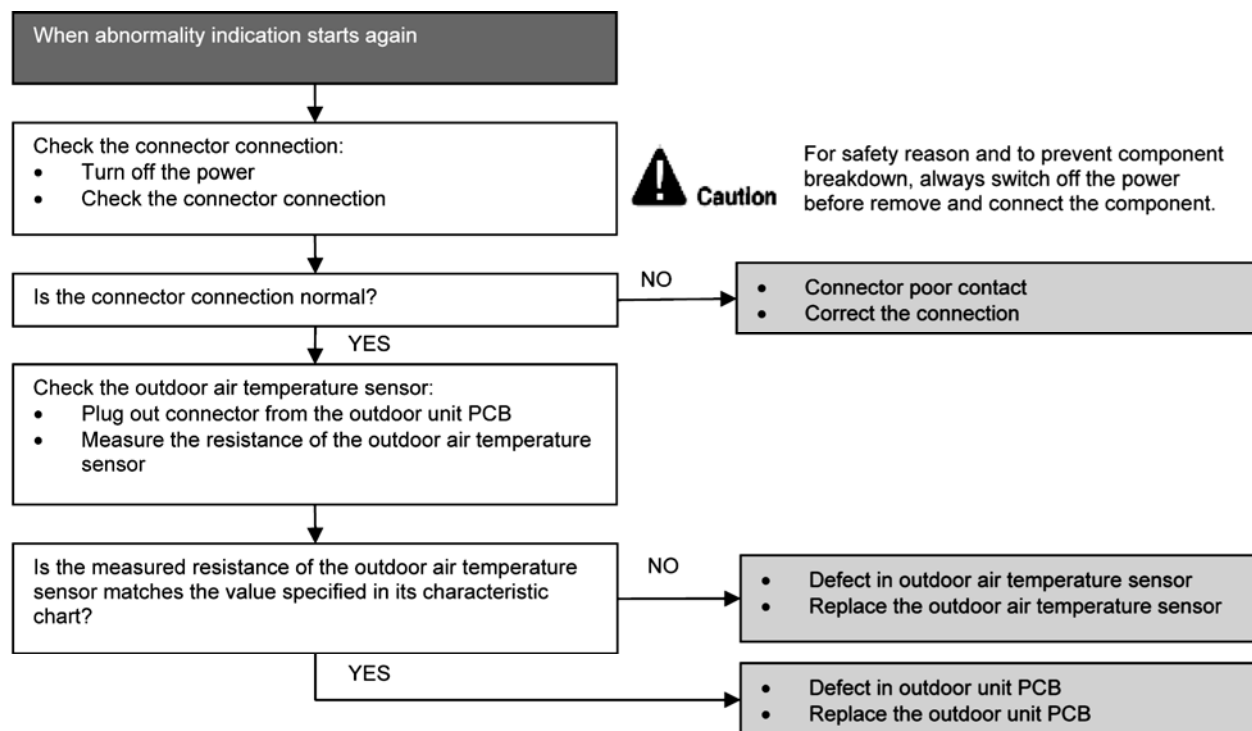 When abnormality indication starts again
Check the connector connection:
• Turn off the power
• Check the connector connection
Caution
For safety reason and to prevent component
breakdown, always switch off the power
before remove and connect the component.
Is the connector connection normal?
NO
• Connector poor contact
• Correct the connection
YES
Check the outdoor air temperature sensor:
• Plug out connector from the outdoor unit PCB
• Measure the resistance of the outdoor air temperature
sensor
Is the measured resistance of the outdoor air temperature
sensor matches the value specified in its characteristic
chart?
NO
• Defect in outdoor air temperature sensor
• Replace the outdoor air temperature sensor
YES
• Defect in outdoor unit PCB
• Replace the outdoor unit PCB